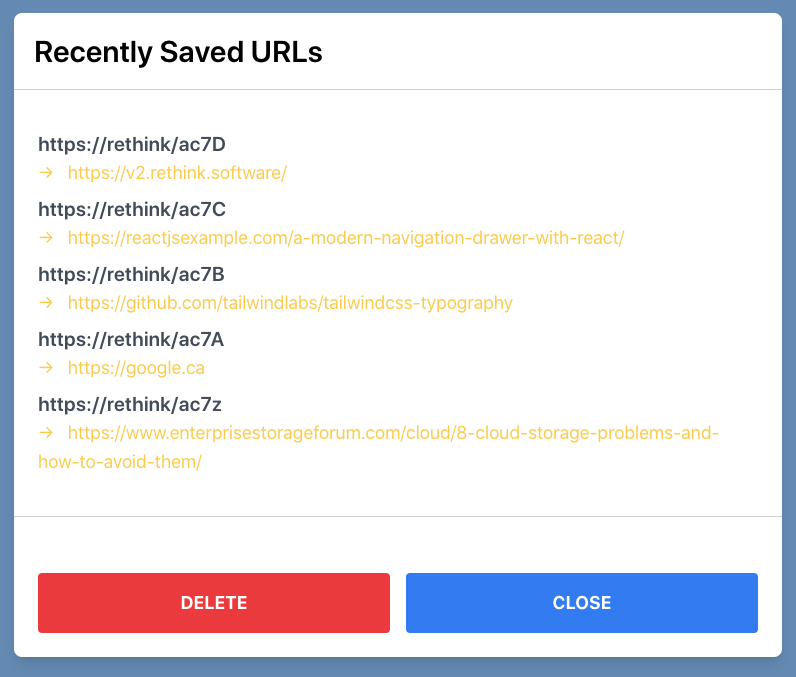 Recently Saved URLs
https://rethink/ac7D
→ https://v2.rethink.software/
https://rethink/ac7C
→ https://reactjsexample.com/a-modern-navigation-drawer-with-react/
https://rethink/ac7B
→ https://github.com/tailwindlabs/tailwindcss-typography
https://rethink/ac7A
→ https://google.ca
https://rethink/ac7z
→ https://www.enterprisestorageforum.com/cloud/8-cloud-storage-problems-and-
how-to-avoid-them/
DELETE
CLOSE